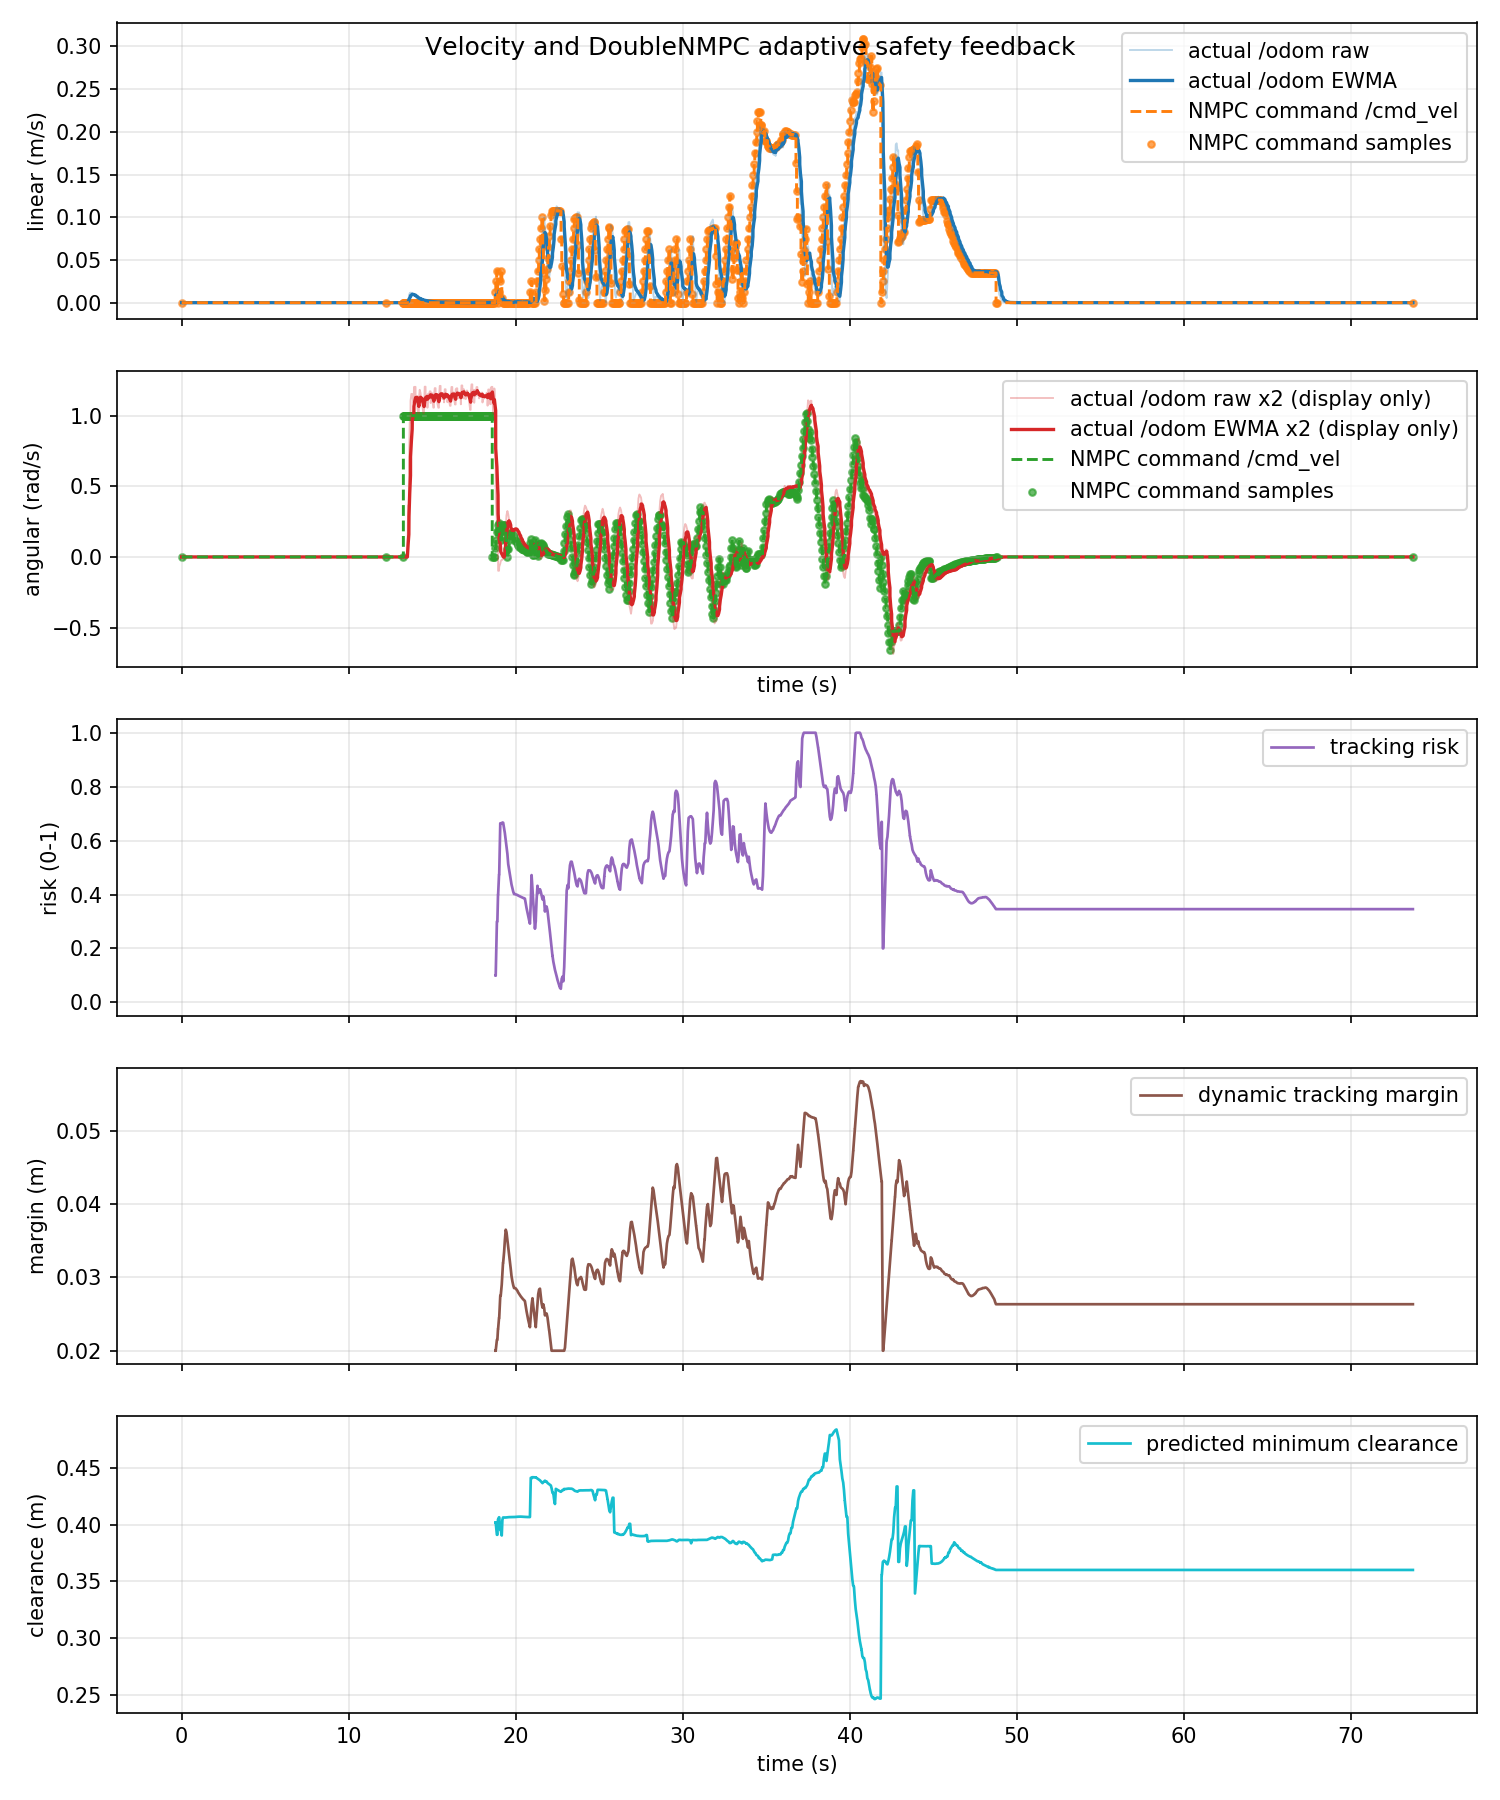 Velocity and DoubleNMPC adaptive safety feedback
linear (m/s)
0.30
0.25
0.20
0.15
0.10
0.05
0.00
actual /odom raw
actual /odom EWMA
NMPC command /cmd_vel
NMPC command samples
angular (rad/s)
1.0
0.5
0.0
−0.5
actual /odom raw x2 (display only)
actual /odom EWMA x2 (display only)
NMPC command /cmd_vel
NMPC command samples
time (s)
risk (0-1)
1.0
0.8
0.6
0.4
0.2
0.0
tracking risk
margin (m)
0.05
0.04
0.03
0.02
dynamic tracking margin
clearance (m)
0.45
0.40
0.35
0.30
0.25
predicted minimum clearance
0 10 20 30 40 50 60 70
time (s)